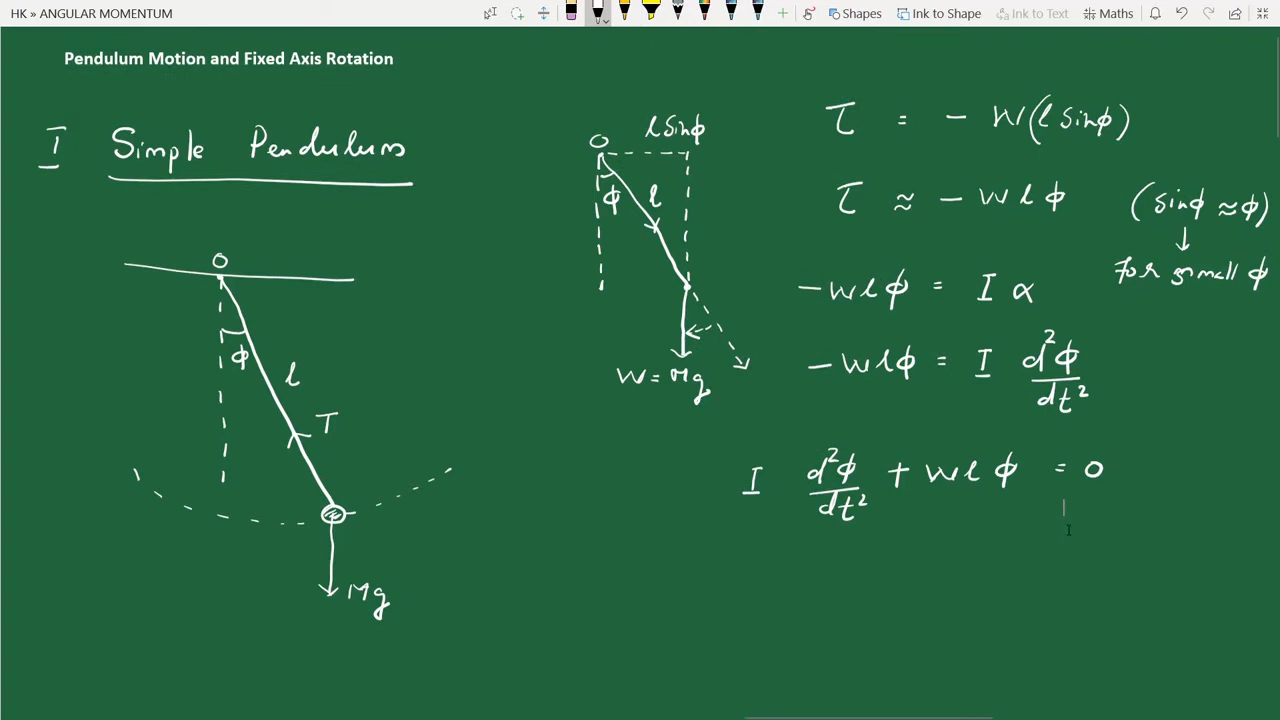 HK » ANGULAR MOMENTUM
Shapes Ink to Shape Ink to Text Maths
Pendulum Motion and Fixed Axis Rotation
I Simple Pendulum
O
ϕ
l
T
Mg
O
l sinϕ
ϕ
l
W = Mg
τ = - W(l sinϕ)
τ ≈ - W l ϕ (sinϕ ≈ ϕ)
↓
for small ϕ
- W l ϕ = I α
- W l ϕ = I d²ϕ/dt²
I d²ϕ/dt² + W l ϕ = 0